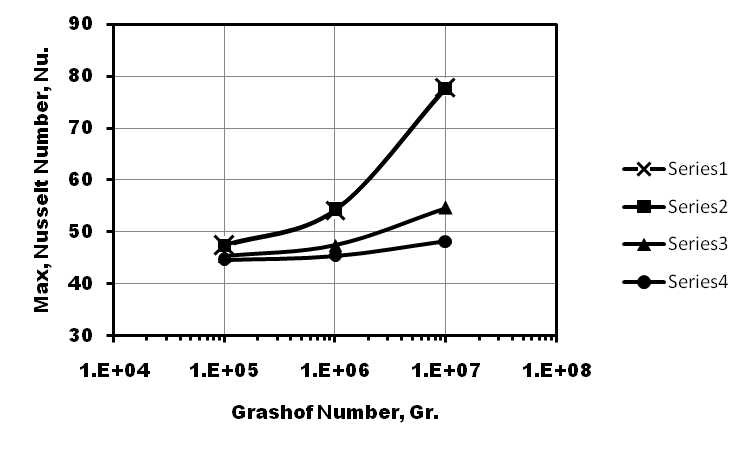 90
80
70
60
50
40
30
Max, Nusselt Number, Nu.
1.E+04 1.E+05 1.E+06 1.E+07 1.E+08
Grashof Number, Gr.
Series1
Series2
Series3
Series4